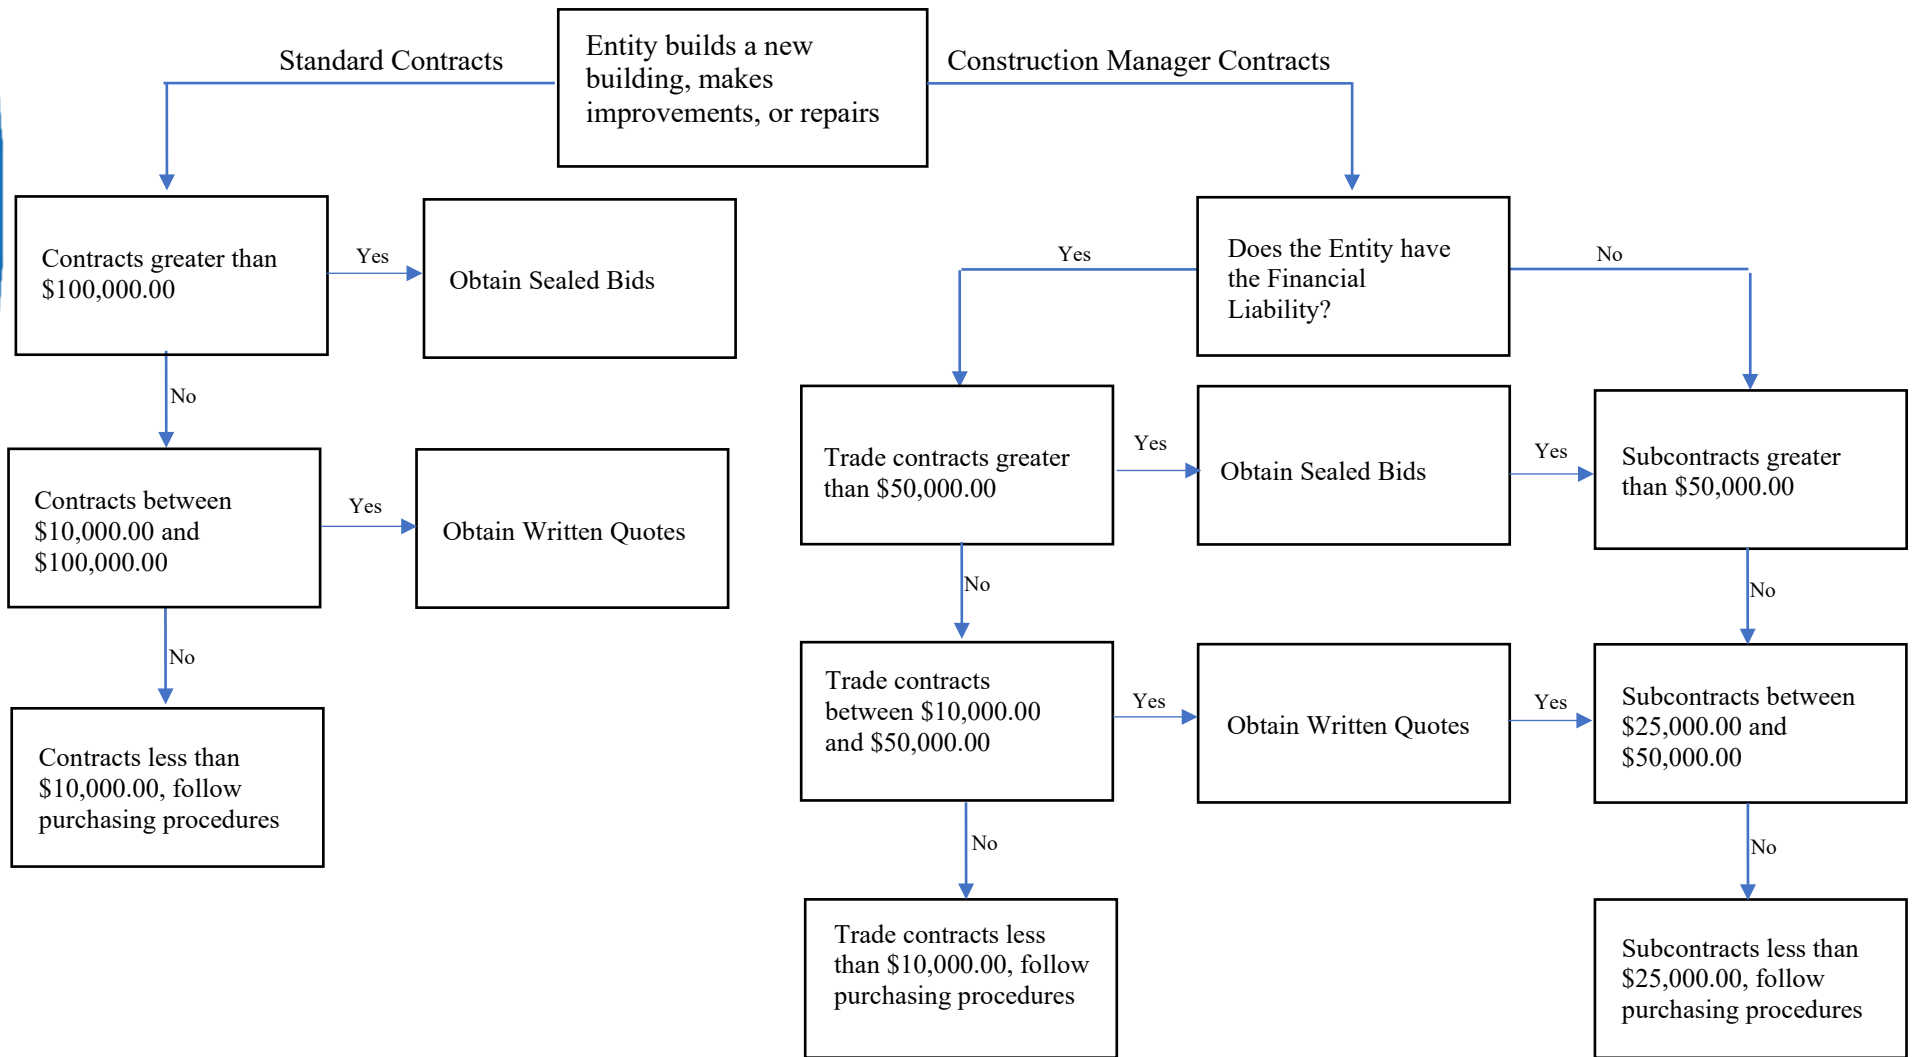 Standard Contracts
Entity builds a new
building, makes
improvements, or repairs
Construction Manager Contracts
Contracts greater than
$100,000.00
Yes
Obtain Sealed Bids
No
Contracts between
$10,000.00 and
$100,000.00
Yes
Obtain Written Quotes
No
Contracts less than
$10,000.00, follow
purchasing procedures
Does the Entity have
the Financial
Liability?
Yes
No
Trade contracts greater
than $50,000.00
Yes
Obtain Sealed Bids
Yes
Subcontracts greater
than $50,000.00
No
No
Trade contracts
between $10,000.00
and $50,000.00
Yes
Obtain Written Quotes
Yes
Subcontracts between
$25,000.00 and
$50,000.00
No
No
Trade contracts less
than $10,000.00, follow
purchasing procedures
Subcontracts less than
$25,000.00, follow
purchasing procedures